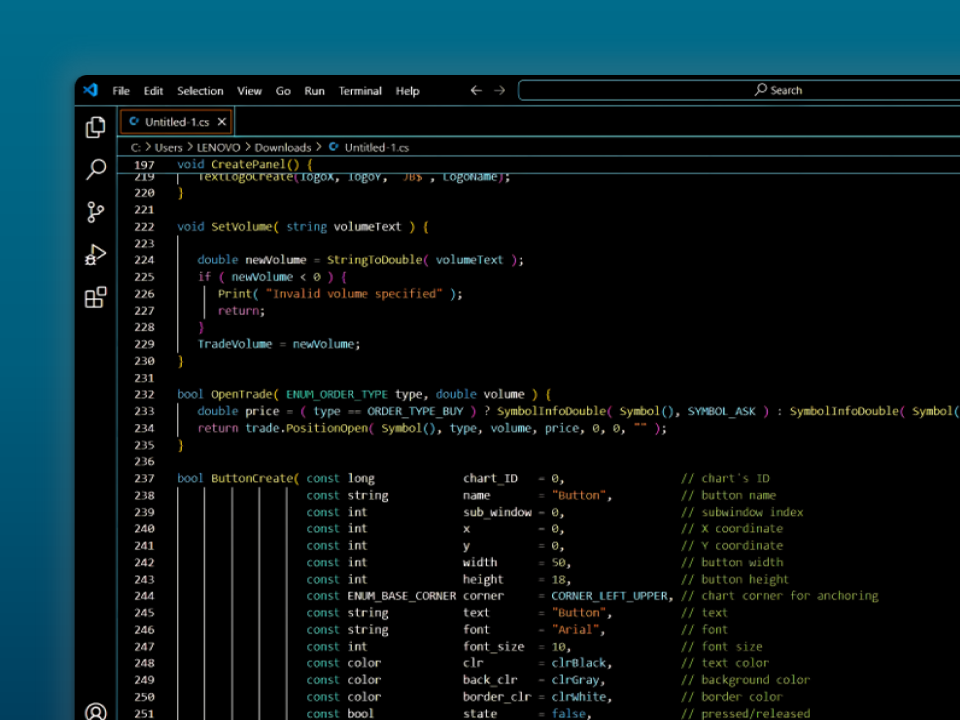 File Edit Selection View Go Run Terminal Help Search
Untitled-1.cs
C: > Users > LENOVO > Downloads > Untitled-1.cs
197 void CreatePanel() {
219 TextLogoCreate(logoX, logoY, "JB$", LogoName);
220 }
221
222 void SetVolume( string volumeText ) {
223
224 double newVolume = StringToDouble( volumeText );
225 if ( newVolume < 0 ) {
226 Print( "Invalid volume specified" );
227 return;
228 }
229 TradeVolume = newVolume;
230 }
231
232 bool OpenTrade( ENUM_ORDER_TYPE type, double volume ) {
233 double price = ( type == ORDER_TYPE_BUY ) ? SymbolInfoDouble( Symbol(), SYMBOL_ASK ) : SymbolInfoDouble( Symbol(
234 return trade.PositionOpen( Symbol(), type, volume, price, 0, 0, "" );
235 }
236
237 bool ButtonCreate( const long chart_ID = 0, // chart's ID
238 const string name = "Button", // button name
239 const int sub_window = 0, // subwindow index
240 const int x = 0, // X coordinate
241 const int y = 0, // Y coordinate
242 const int width = 50, // button width
243 const int height = 18, // button height
244 const ENUM_BASE_CORNER corner = CORNER_LEFT_UPPER, // chart corner for anchoring
245 const string text = "Button", // text
246 const string font = "Arial", // font
247 const int font_size = 10, // font size
248 const color clr = clrBlack, // text color
249 const color back_clr = clrGray, // background color
250 const color border_clr = clrWhite, // border color
251 const bool state = false, // pressed/released